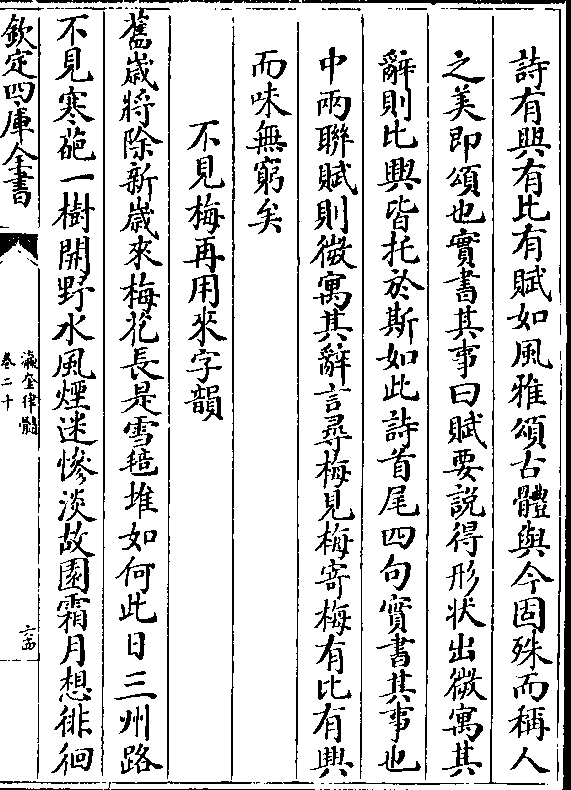 詩有興有比有賦如風雅頌古體與今固殊而稱人
之美即頌也實書其事曰賦要說得形狀出微寓其
辭則比興皆托於斯如此詩首尾四句實書其事也
中兩聯賦則微寓其辭言尋梅見梅寄梅有比有興
而味無窮矣
不見梅再用來字韻
舊歲將除新歲來梅花長是雪毰堆如何此日三州路
不見寒葩一樹開野水風煙迷慘淡故園霜月想徘徊
欽定四庫全書
瀛奎律髓
卷二十